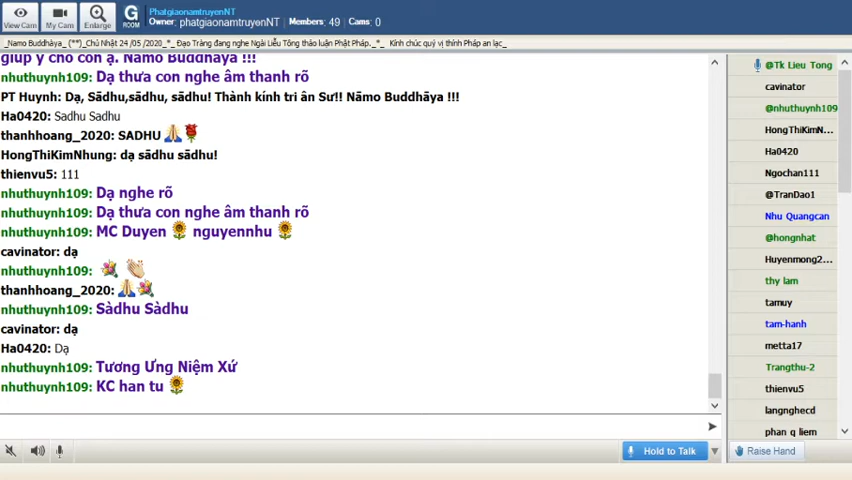 View Cam
My Cam
Enlarge
G
ROOM
PhatgiaonamtruyenNT
Owner: phatgiaonamtruyenNT Members: 49 Cams: 0
_Namo Buddhàya_ (**)_Chủ Nhật 24 /05 /2020_*_ Đạo Tràng đang nghe Ngài Liễu Tông thảo luận Phật Pháp._*_ Kính chúc quý vị thính Pháp an lạc_
giúp ý cho con ạ. Namo Buddhaya !!!
nhuthuynh109: Dạ thưa con nghe âm thanh rõ
PT Huynh: Dạ, Sādhu,sādhu, sādhu! Thành kính tri ân Sư!! Nāmo Buddhāya !!!
Ha0420: Sadhu Sadhu
thanhhoang_2020: SADHU
HongThiKimNhung: dạ sādhu sādhu!
thienvu5: 111
nhuthuynh109: Dạ nghe rõ
nhuthuynh109: Dạ thưa con nghe âm thanh rõ
nhuthuynh109: MC Duyen nguyennhu
cavinator: dạ
nhuthuynh109:
thanhhoang_2020:
nhuthuynh109: Sàdhu Sàdhu
cavinator: dạ
Ha0420: Dạ
nhuthuynh109: Tương Ưng Niệm Xứ
nhuthuynh109: KC han tu
@Tk Lieu Tong
cavinator
@nhuthuynh109
HongThiKimN...
Ha0420
Ngochan111
@TranDao1
Nhu Quangcan
@hongnhat
Huyenmong2...
thy lam
tamuy
tam-hanh
metta17
Trangthu-2
thienvu5
langnghecd
phan q liem
Hold to Talk
Raise Hand